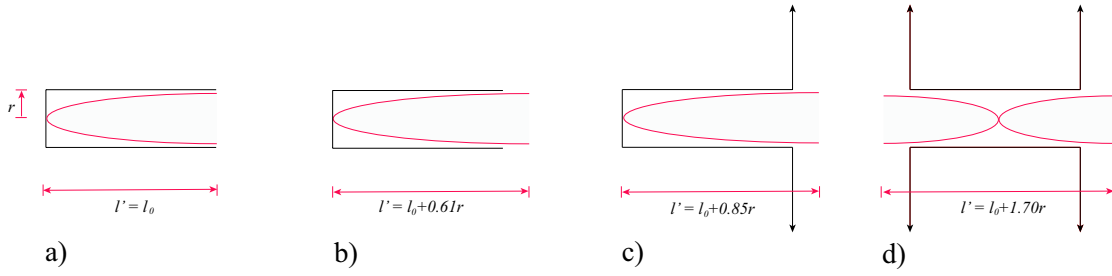 r
l' = l₀
l' = l₀+0.61r
l' = l₀+0.85r
l' = l₀+1.70r
a)
b)
c)
d)